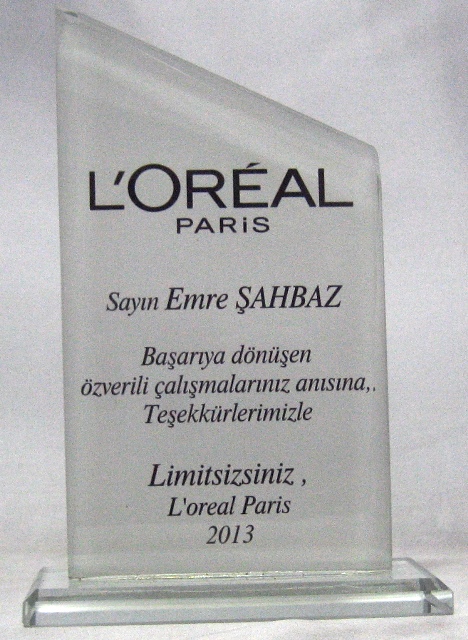 L'ORÉAL
PARiS
Sayın Emre ŞAHBAZ
Başarıya dönüşen
özverili çalışmalarınız anısına,.
Teşekkürlerimizle
Limitsizsiniz ,
L'oreal Paris
2013